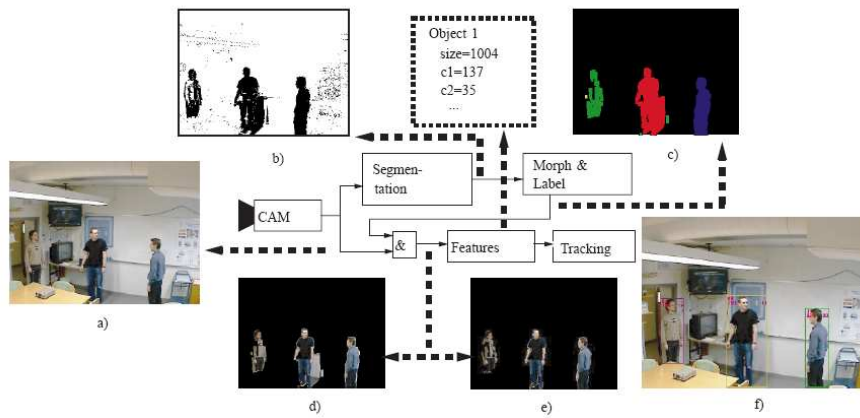 Object 1
size=1004
c1=137
c2=35
...
b)
c)
Segmen-
tation
Morph &
Label
CAM
&
Features
Tracking
a)
d)
e)
f)